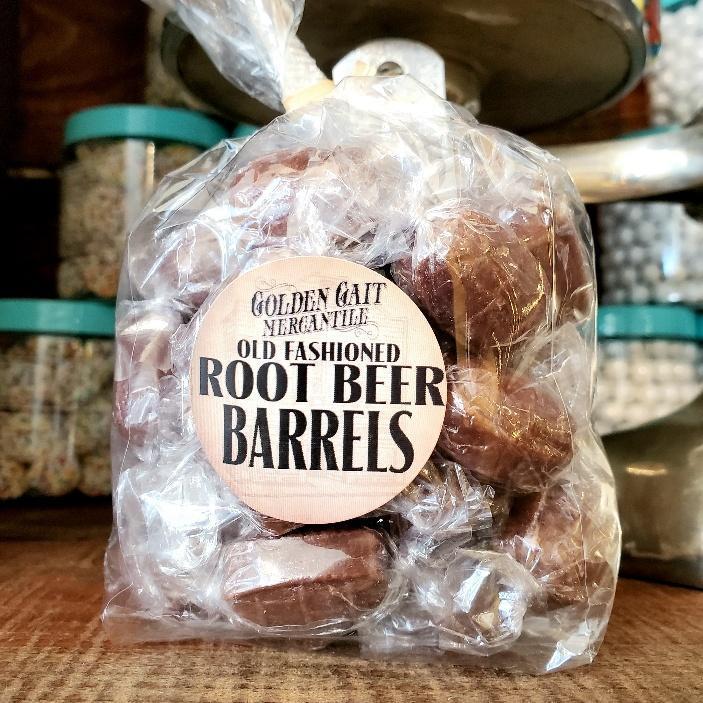 GOLDEN GAIT
MERCANTILE
OLD FASHIONED
ROOT BEER
BARRELS